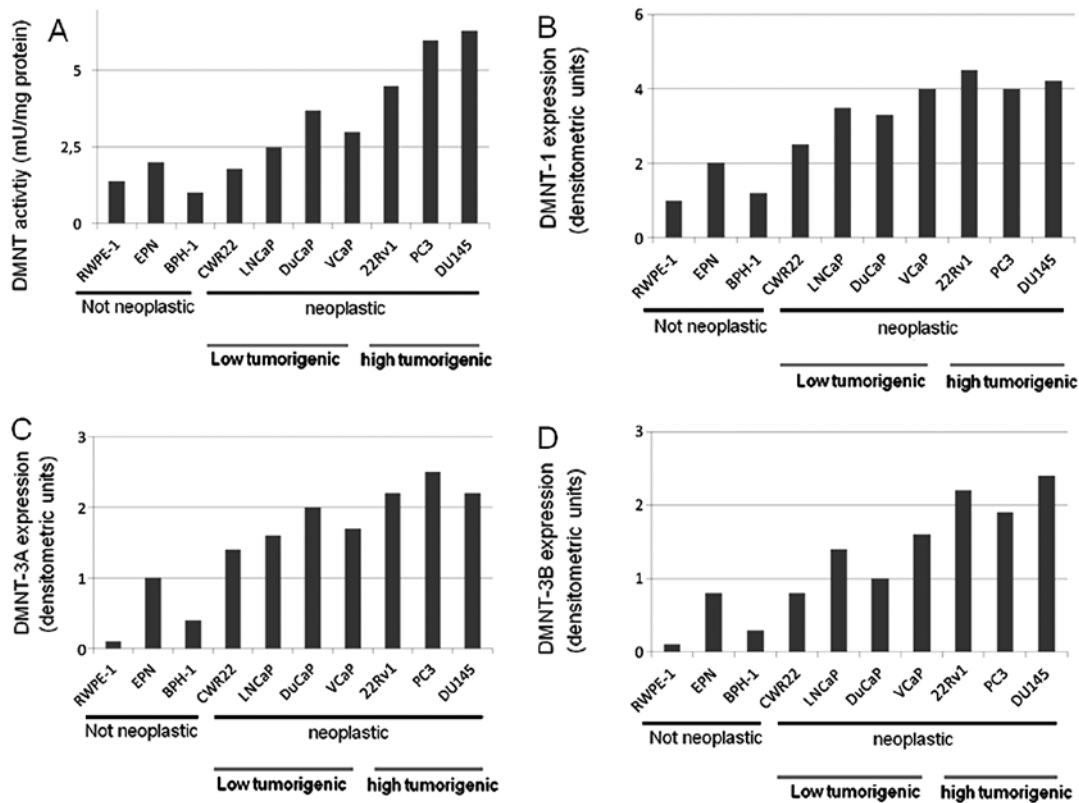 A
DMNT activtiy (mU/mg protein)
5
2,5
0
RWPE-1
EPN
BPH-1
CWR22
LNCaP
DuCaP
VCaP
22Rv1
PC3
DU145
Not neoplastic
neoplastic
Low tumorigenic
high tumorigenic
B
DMNT-1 expression
(densitometric units)
6
4
2
0
RWPE-1
EPN
BPH-1
CWR22
LNCaP
DuCaP
VCaP
22Rv1
PC3
DU145
Not neoplastic
neoplastic
Low tumorigenic
high tumorigenic
C
DMNT-3A expression
(densitometric units)
3
2
1
0
RWPE-1
EPN
BPH-1
CWR22
LNCaP
DuCaP
VCaP
22Rv1
PC3
DU145
Not neoplastic
neoplastic
Low tumorigenic
high tumorigenic
D
DMNT-3B expression
(densitometric units)
3
2
1
0
RWPE-1
EPN
BPH-1
CWR22
LNCaP
DuCaP
VCaP
22Rv1
PC3
DU145
Not neoplastic
neoplastic
Low tumorigenic
high tumorigenic